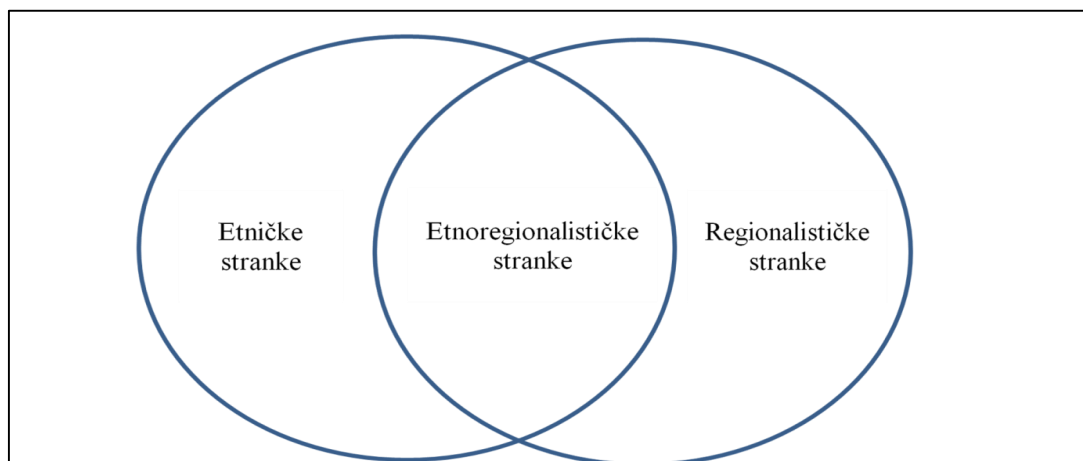 Etničke
stranke
Etnoregionalističke
stranke
Regionalističke
stranke